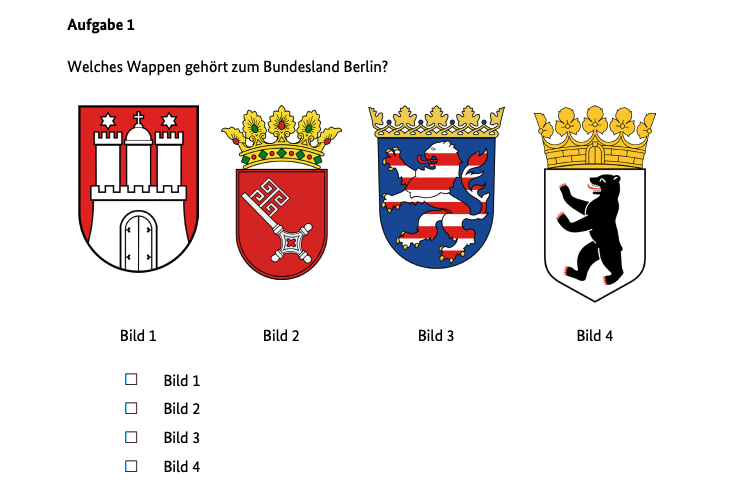 Aufgabe 1
Welches Wappen gehört zum Bundesland Berlin?
Bild 1 Bild 2 Bild 3 Bild 4
☐ Bild 1
☐ Bild 2
☐ Bild 3
☐ Bild 4